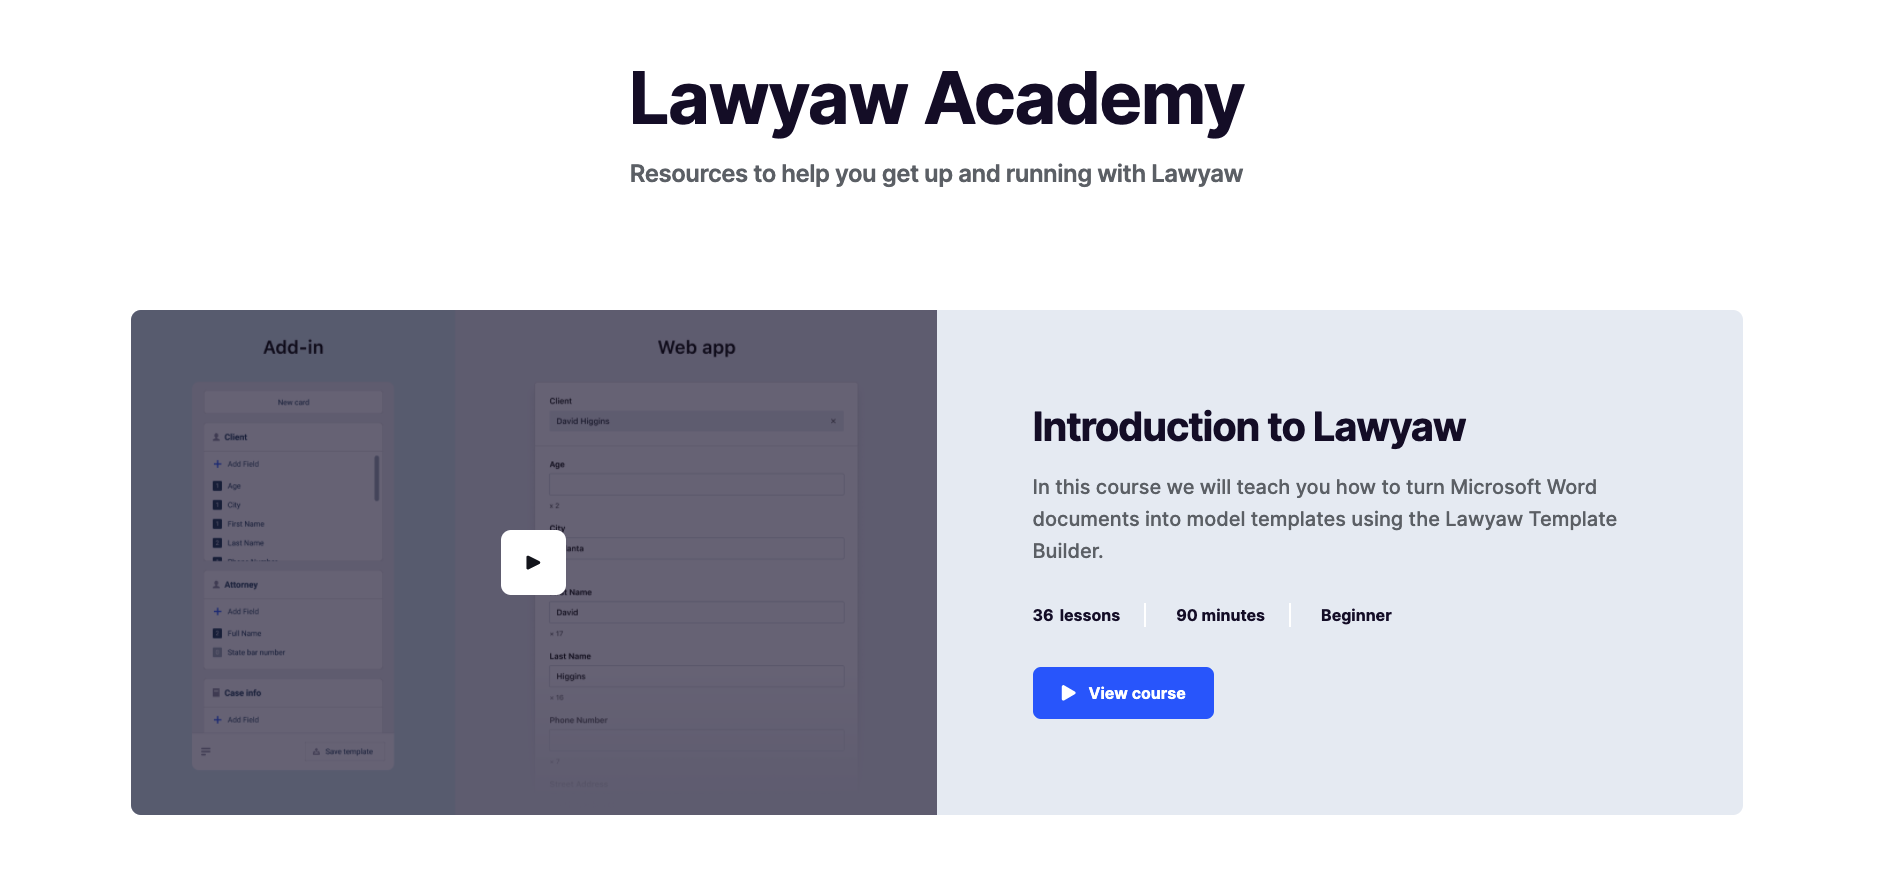 Lawyaw Academy
Resources to help you get up and running with Lawyaw
Add-in
New card
Client
Add Field
Age
City
First Name
Last Name
Attorney
Add Field
Full Name
State bar number
Case info
Add Field
Save template
Web app
Client
David Higgins
Age
x 2
City
Name
David
x 17
Last Name
Higgins
x 16
Phone Number
Introduction to Lawyaw
In this course we will teach you how to turn Microsoft Word
documents into model templates using the Lawyaw Template
Builder.
36 lessons
90 minutes
Beginner
View course